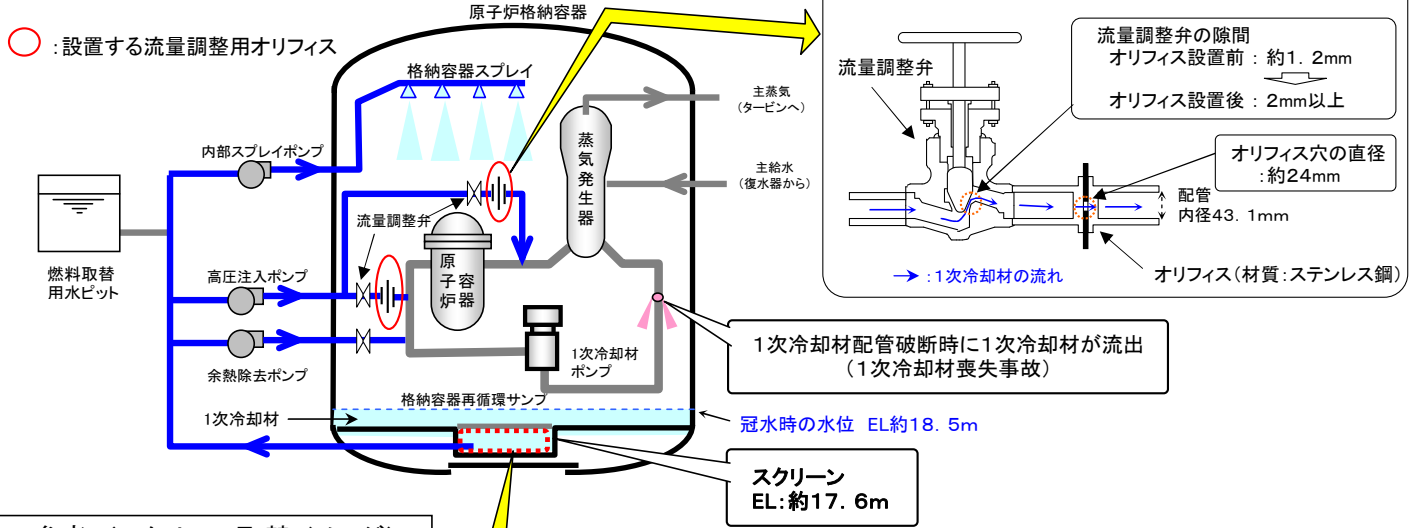 原子炉格納容器
:設置する流量調整用オリフィス
格納容器スプレイ
主蒸気
(タービンへ)
内部スプレイポンプ
蒸気発生器
主給水
(復水器から)
流量調整弁
原子炉容器
燃料取替
用水ピット
高圧注入ポンプ
余熱除去ポンプ
1次冷却材
ポンプ
格納容器再循環サンプ
1次冷却材
冠水時の水位 EL約18.5m
スクリーン
EL:約17.6m
1次冷却材配管破断時に1次冷却材が流出
(1次冷却材喪失事故)
流量調整弁
流量調整弁の隙間
オリフィス設置前 : 約1.2mm
オリフィス設置後 : 2mm以上
オリフィス穴の直径
:約24mm
配管
内径43.1mm
オリフィス(材質:ステンレス鋼)
:1次冷却材の流れ